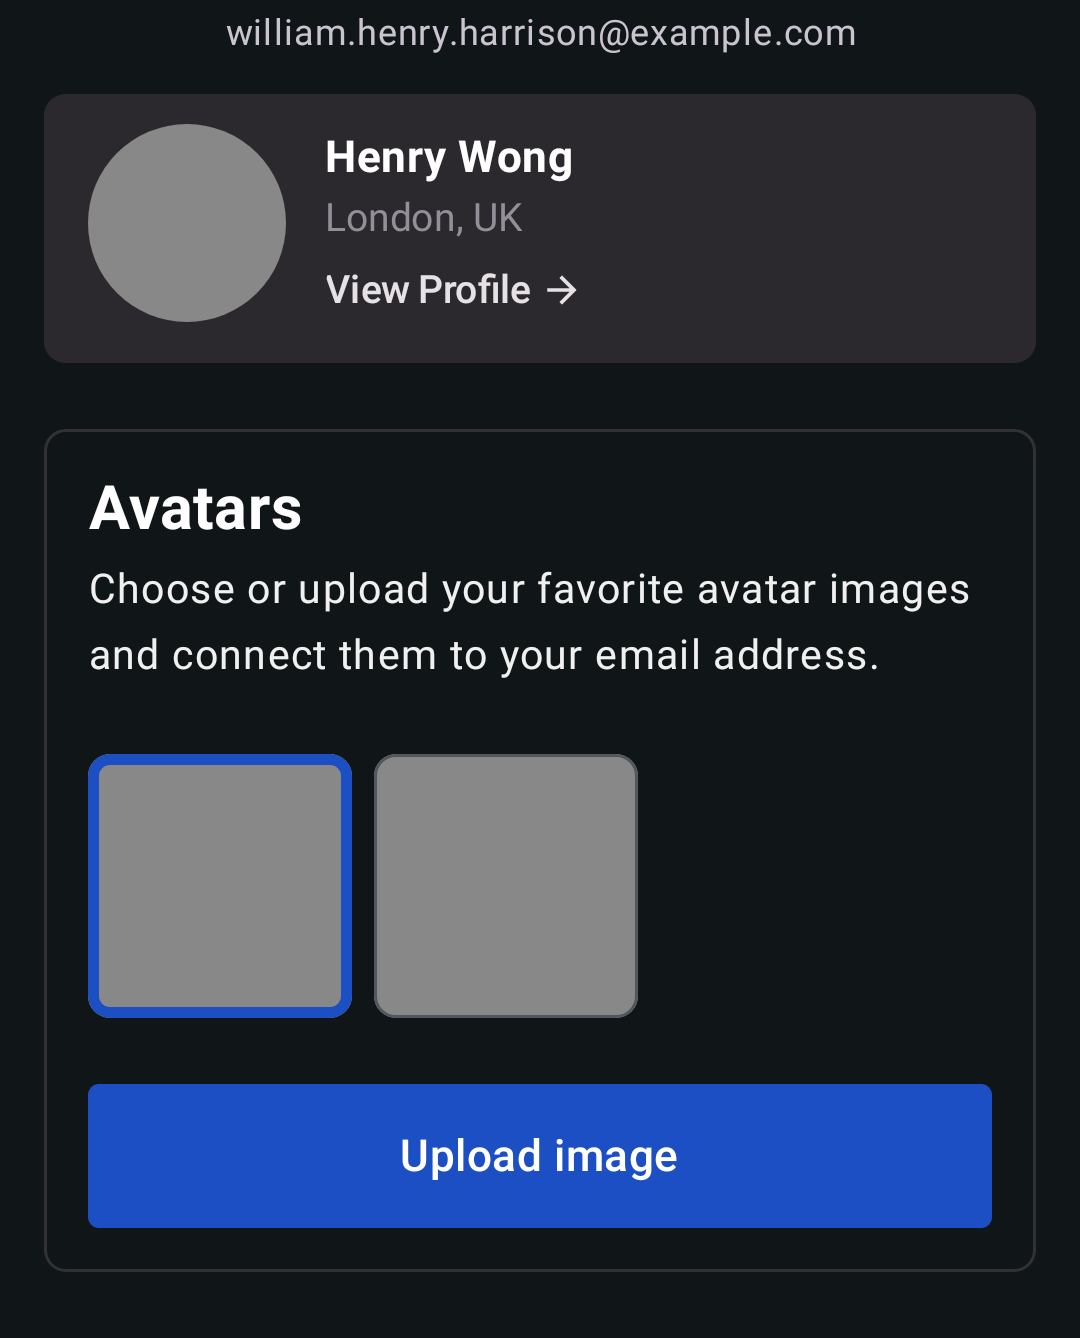 william.henry.harrison@example.com
Henry Wong
London, UK
View Profile →
Avatars
Choose or upload your favorite avatar images
and connect them to your email address.
Upload image